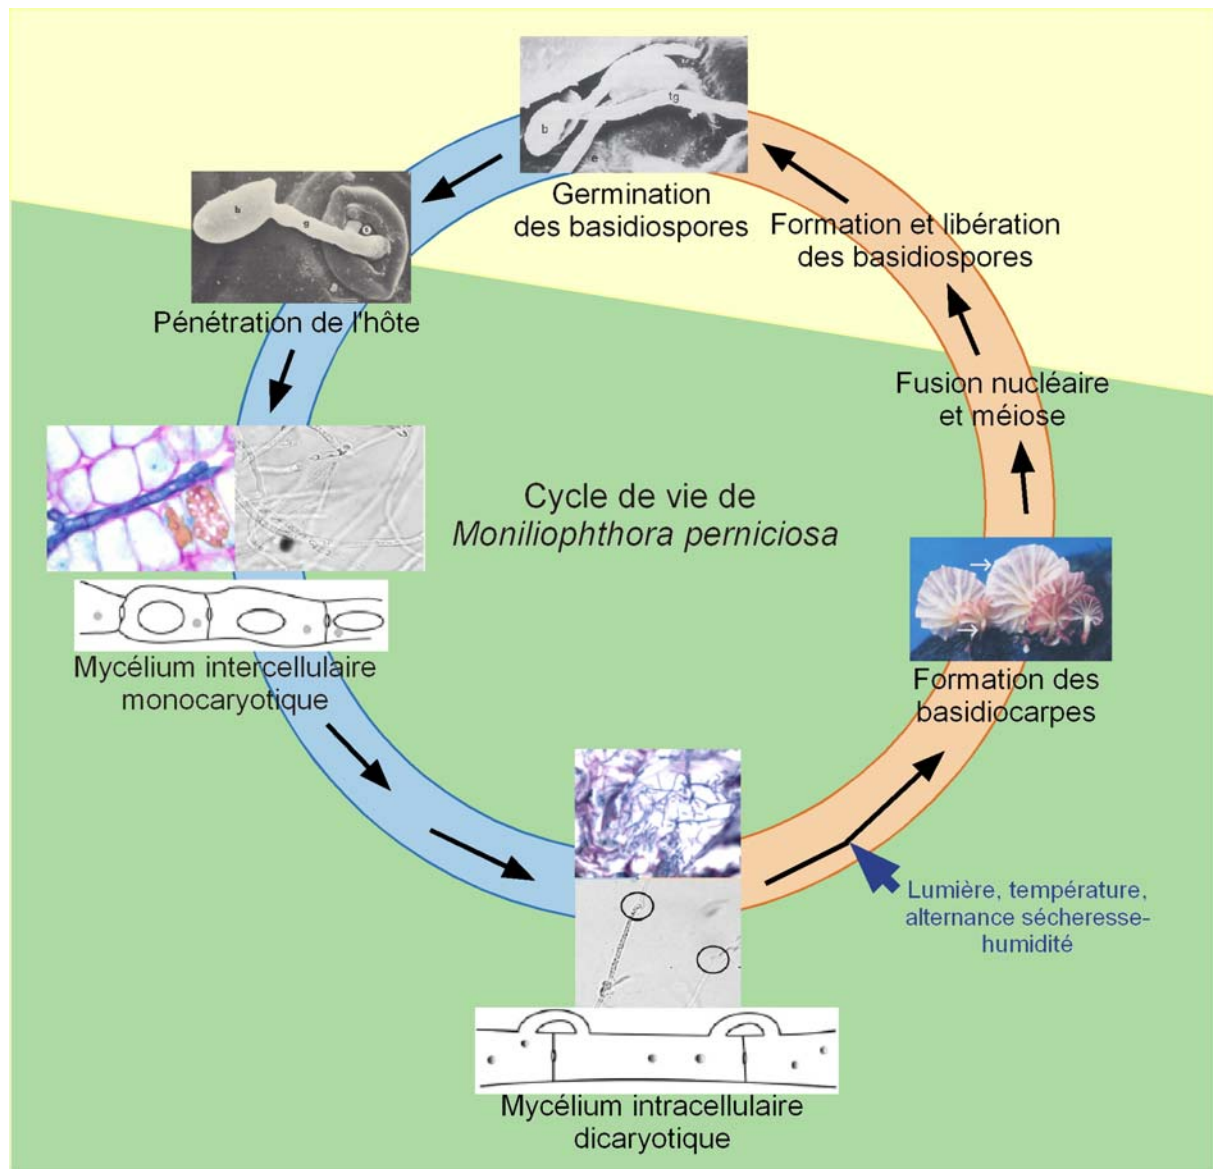 b
tg
e
Germination
des basidiospores
Formation et libération
des basidiospores
b
g
s
Pénétration de l'hôte
Fusion nucléaire
et méiose
Cycle de vie de
Moniliophthora perniciosa
Mycélium intercellulaire
monocaryotique
Formation des
basidiocarpes
Lumière, température,
alternance sécheresse-
humidité
Mycélium intracellulaire
dicaryotique